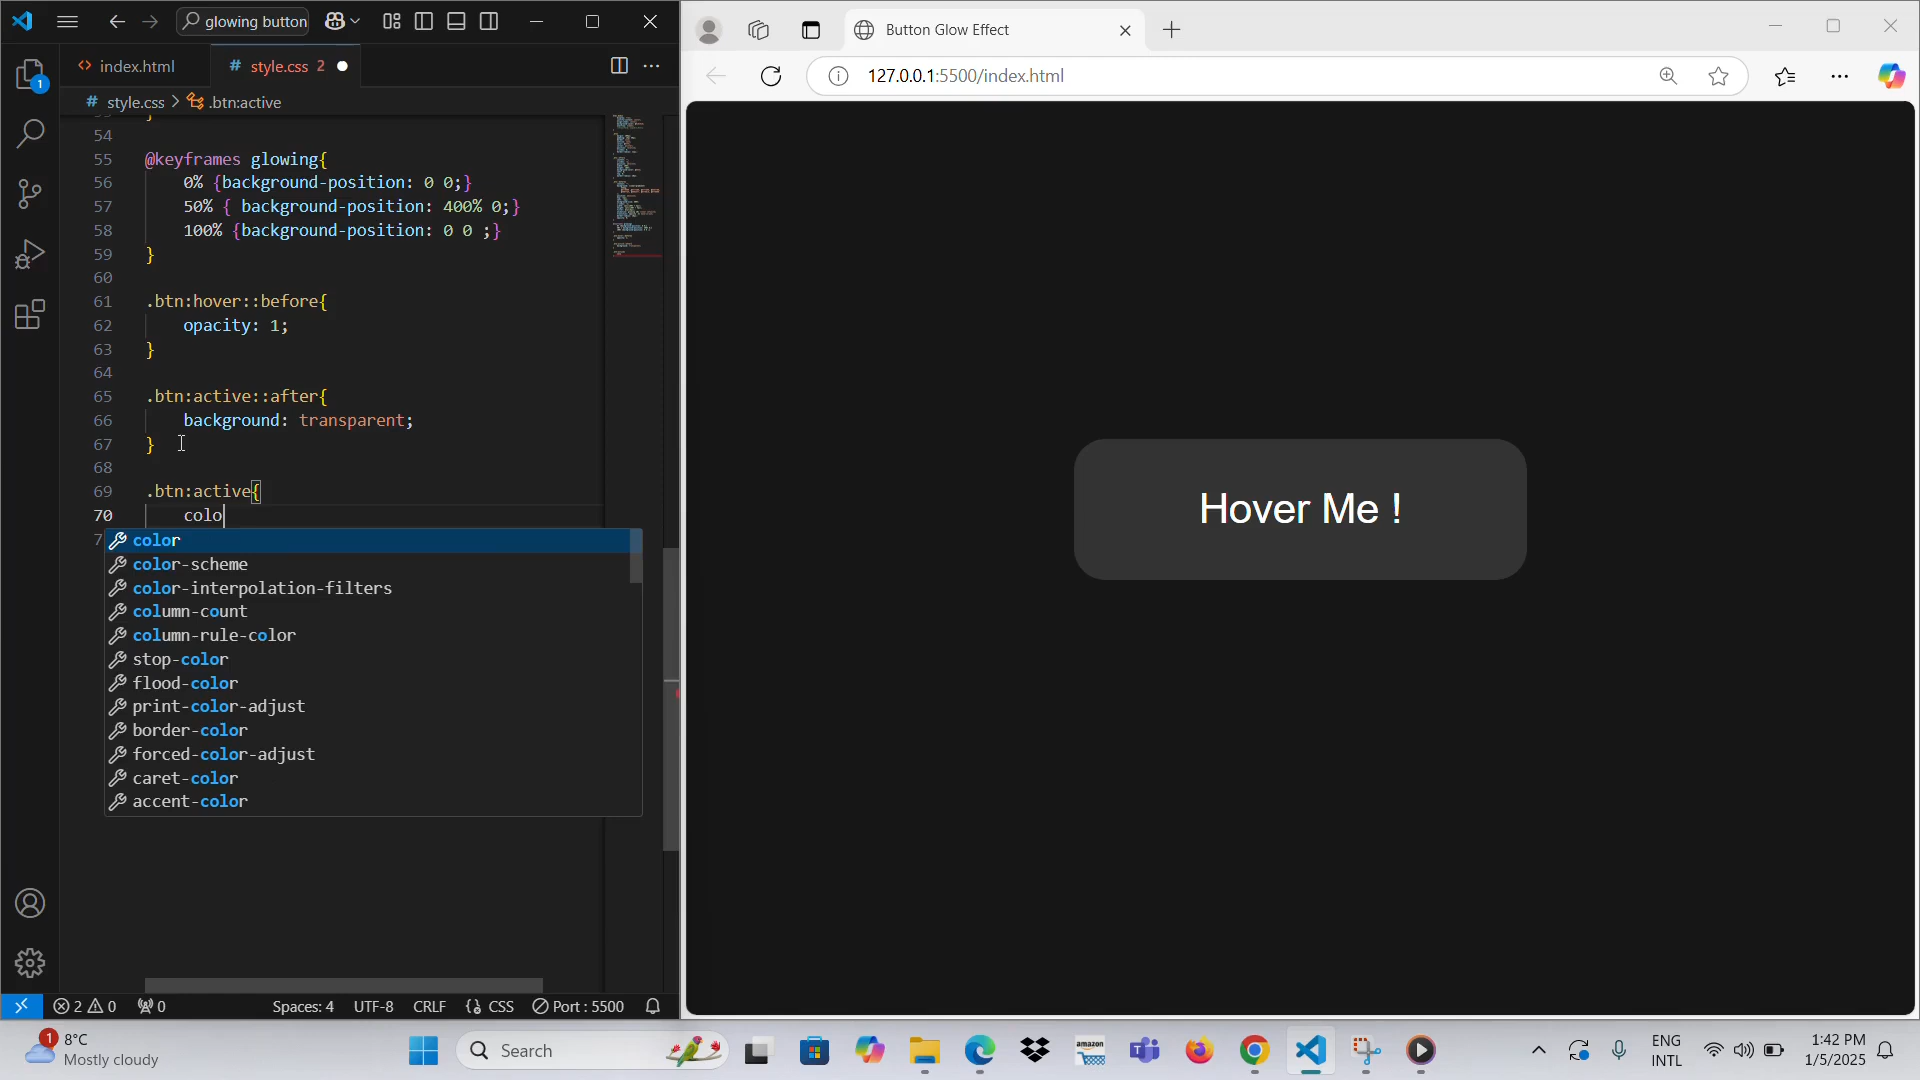 glowing button
index.html
style.css 2
style.css > .btn:active
54
55 @keyframes glowing{
56 0% {background-position: 0 0;}
57 50% { background-position: 400% 0;}
58 100% {background-position: 0 0 ;}
59 }
60
61 .btn:hover::before{
62 opacity: 1;
63 }
64
65 .btn:active::after{
66 background: transparent;
67 }
68
69 .btn:active{
70 colo
7
color
color-scheme
color-interpolation-filters
column-count
column-rule-color
stop-color
flood-color
print-color-adjust
border-color
forced-color-adjust
caret-color
accent-color
1
2 0 0 Spaces: 4 UTF-8 CRLF {} CSS Port : 5500
Button Glow Effect
127.0.0.1:5500/index.html
Hover Me !
1
8°C
Mostly cloudy
Search
amazon
ENG
INTL
1:42 PM
1/5/2025